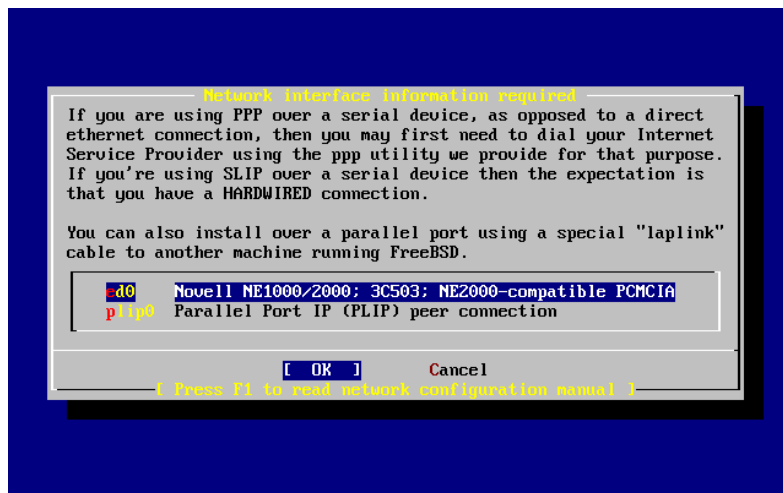 Network interface information required
If you are using PPP over a serial device, as opposed to a direct
ethernet connection, then you may first need to dial your Internet
Service Provider using the ppp utility we provide for that purpose.
If you're using SLIP over a serial device then the expectation is
that you have a HARDWIRED connection.
You can also install over a parallel port using a special "laplink"
cable to another machine running FreeBSD.
ed0 Novell NE1000/2000; 3C503; NE2000-compatible PCMCIA
plip0 Parallel Port IP (PLIP) peer connection
[ OK ] Cancel
[ Press F1 to read network configuration manual ]